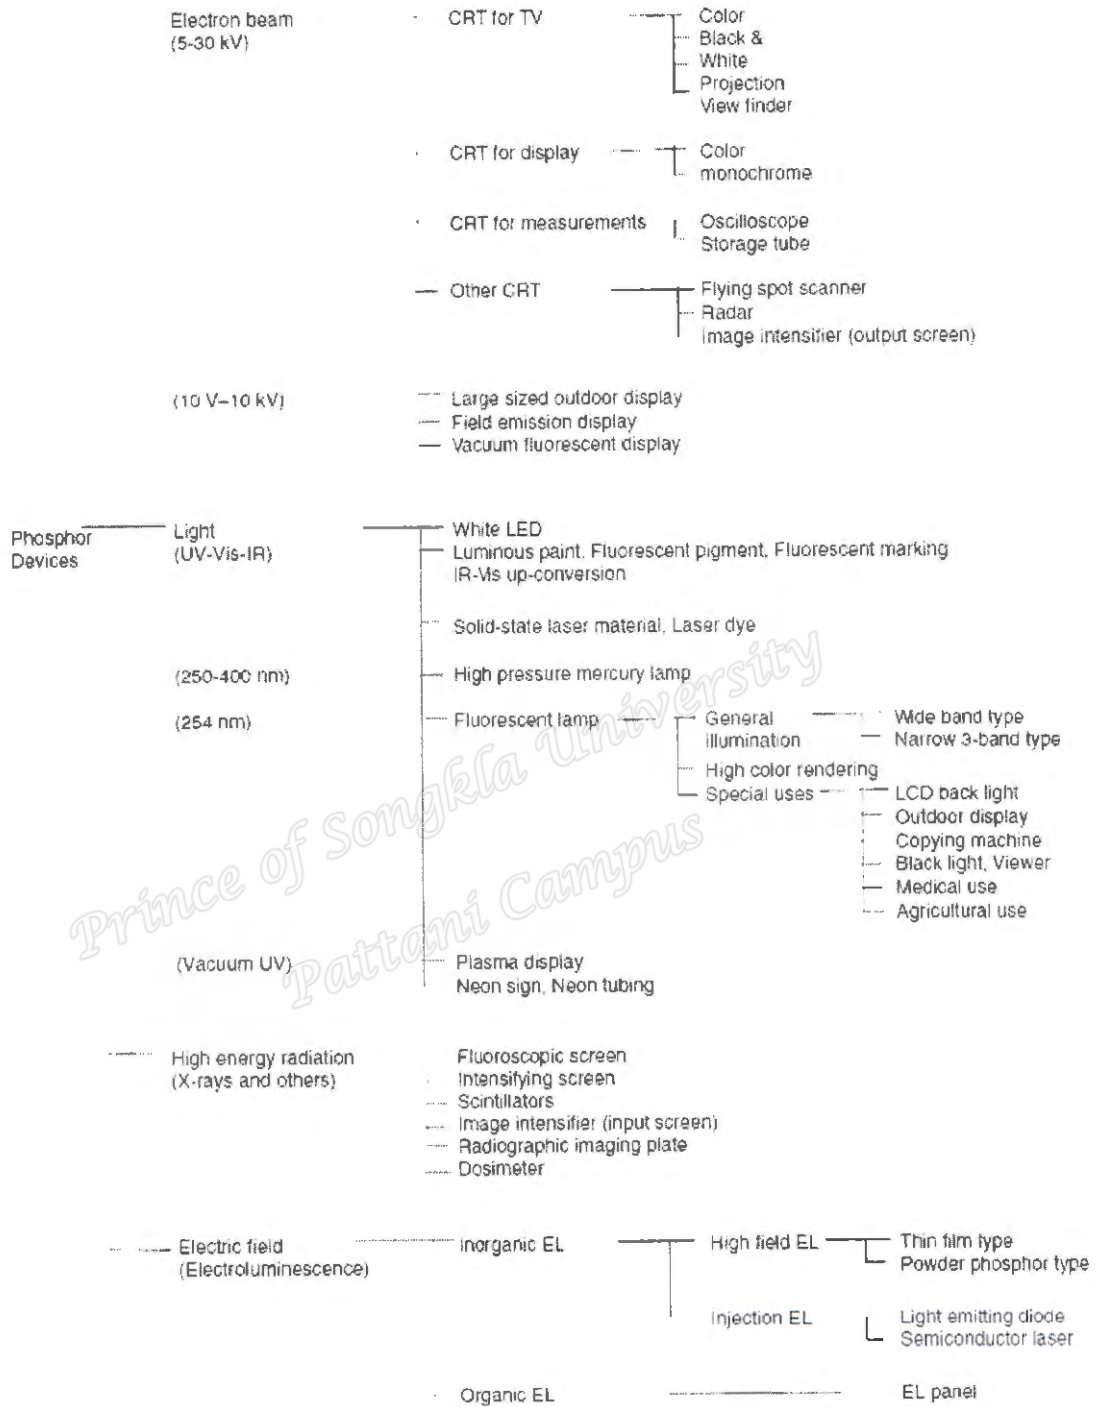 Electron beam
(5-30 kV)
CRT for TV
Color
Black &
White
Projection
View finder
CRT for display
Color
monochrome
CRT for measurements
Oscilloscope
Storage tube
Other CRT
Flying spot scanner
Radar
Image intensifier (output screen)
(10 V–10 kV)
Large sized outdoor display
Field emission display
Vacuum fluorescent display
Phosphor
Devices
Light
(UV-Vis-IR)
White LED
Luminous paint, Fluorescent pigment, Fluorescent marking
IR-Vis up-conversion
Solid-state laser material, Laser dye
(250-400 nm)
High pressure mercury lamp
(254 nm)
Fluorescent lamp
General
illumination
Wide band type
Narrow 3-band type
High color rendering
Special uses
LCD back light
Outdoor display
Copying machine
Black light, Viewer
Medical use
Agricultural use
(Vacuum UV)
Plasma display
Neon sign, Neon tubing
High energy radiation
(X-rays and others)
Fluoroscopic screen
Intensifying screen
Scintillators
Image intensifier (input screen)
Radiographic imaging plate
Dosimeter
Electric field
(Electroluminescence)
Inorganic EL
High field EL
Thin film type
Powder phosphor type
Injection EL
Light emitting diode
Semiconductor laser
Organic EL
EL panel
Prince of Songkla University
Pattani Campus